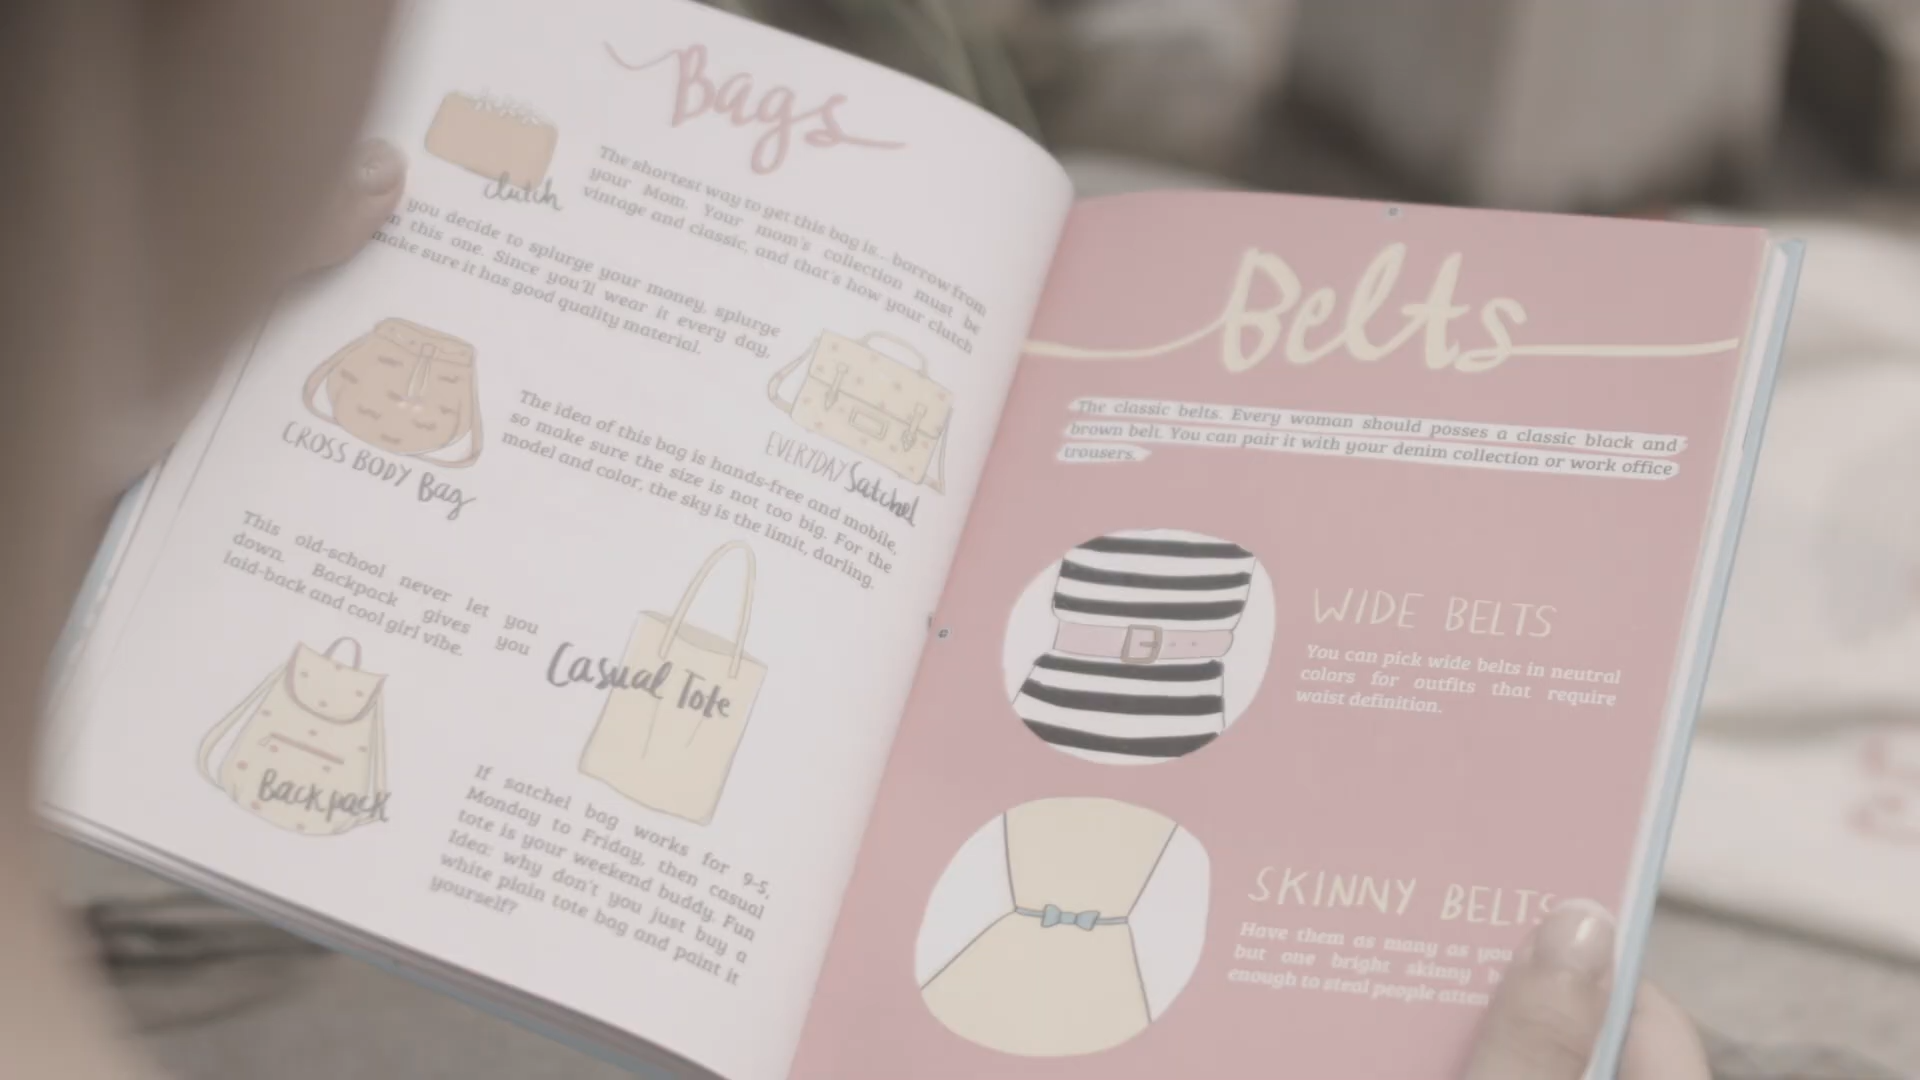 Bags
clutch
The shortest way to get this bag is... borrow from
your Mom. Your mom's collection must be
vintage and classic, and that's how your clutch
you decide to splurge your money, splurge
n this one. Since you'll wear it every day,
make sure it has good quality material.
EVERYDAY Satchel
CROSS BODY Bag
The idea of this bag is hands-free and mobile,
so make sure the size is not too big. For the
model and color, the sky is the limit, darling.
This old-school never let you
down. Backpack gives you
laid-back and cool girl vibe.
Casual Tote
Backpack
If satchel bag works for 9-5,
Monday to Friday, then casual
tote is your weekend buddy. Fun
Idea: why don't you just buy a
white plain tote bag and paint it
yourself?
Belts
The classic belts. Every woman should posses a classic black and
brown belt. You can pair it with your denim collection or work office
trousers.
WIDE BELTS
You can pick wide belts in neutral
colors for outfits that require
waist definition.
SKINNY BELTS
Have them as many as you
but one bright skinny b
enough to steal people atten